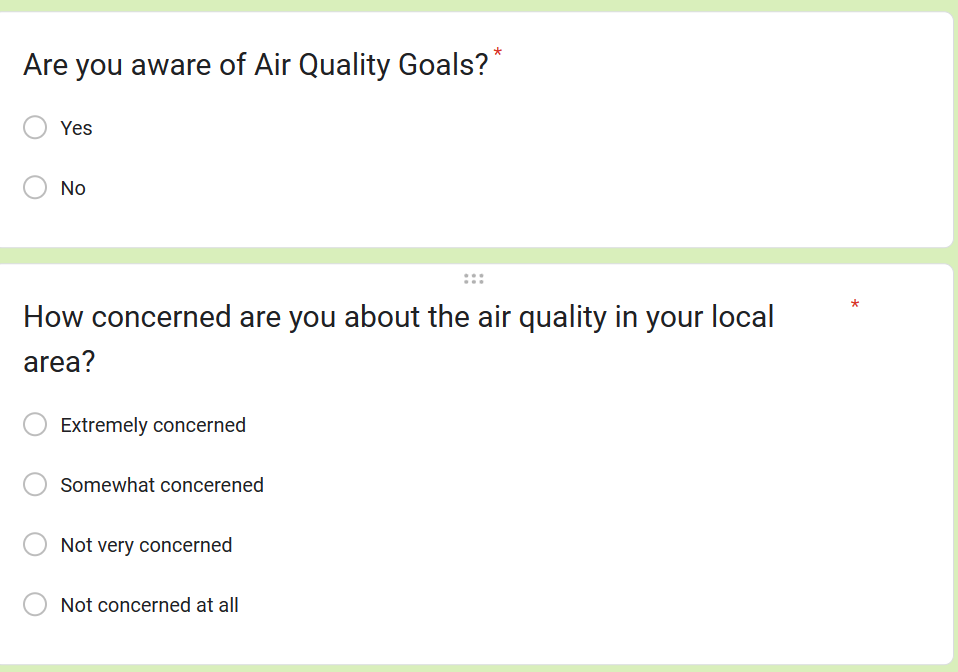 Are you aware of Air Quality Goals? *
Yes
No
How concerned are you about the air quality in your local *
area?
Extremely concerned
Somewhat concerened
Not very concerned
Not concerned at all